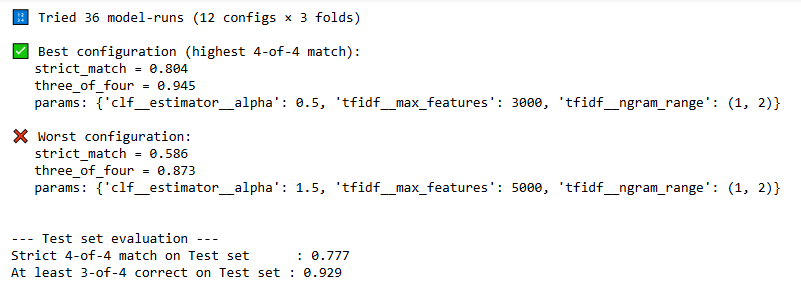 🔢 Tried 36 model-runs (12 configs × 3 folds)
✅ Best configuration (highest 4-of-4 match):
strict_match = 0.804
three_of_four = 0.945
params: {'clf__estimator__alpha': 0.5, 'tfidf__max_features': 3000, 'tfidf__ngram_range': (1, 2)}
❌ Worst configuration:
strict_match = 0.586
three_of_four = 0.873
params: {'clf__estimator__alpha': 1.5, 'tfidf__max_features': 5000, 'tfidf__ngram_range': (1, 2)}
--- Test set evaluation ---
Strict 4-of-4 match on Test set      : 0.777
At least 3-of-4 correct on Test set : 0.929